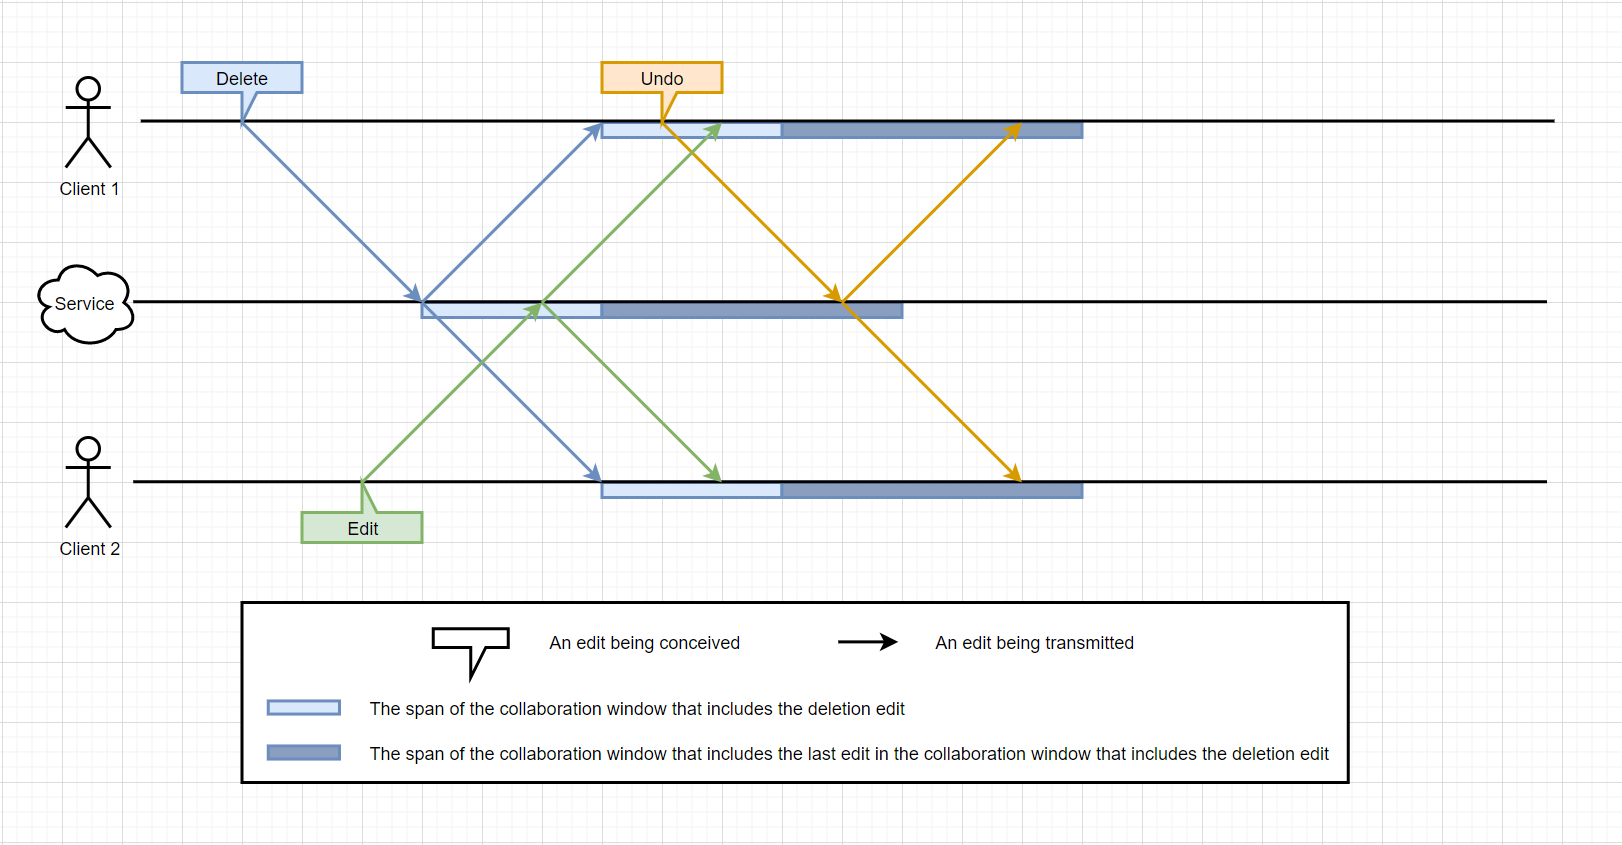 Delete
Undo
Client 1
Service
Edit
Client 2
An edit being conceived
An edit being transmitted
The span of the collaboration window that includes the deletion edit
The span of the collaboration window that includes the last edit in the collaboration window that includes the deletion edit